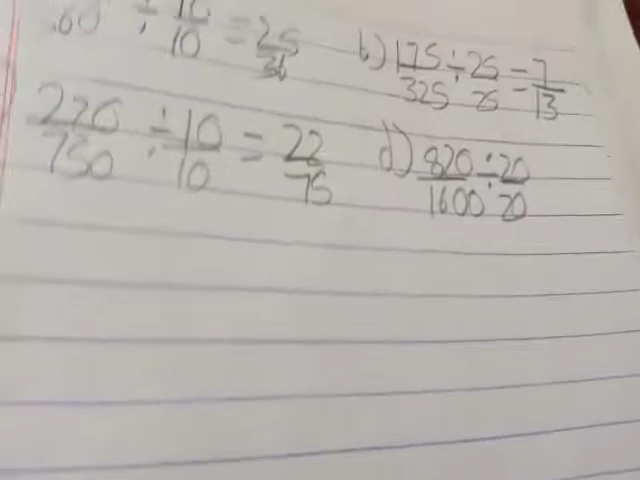 ÷ 10/10 = 25/36 b) 175/325 ÷ 25/25 = 7/13
220/750 ÷ 10/10 = 22/75 d) 820/1600 ÷ 20/20